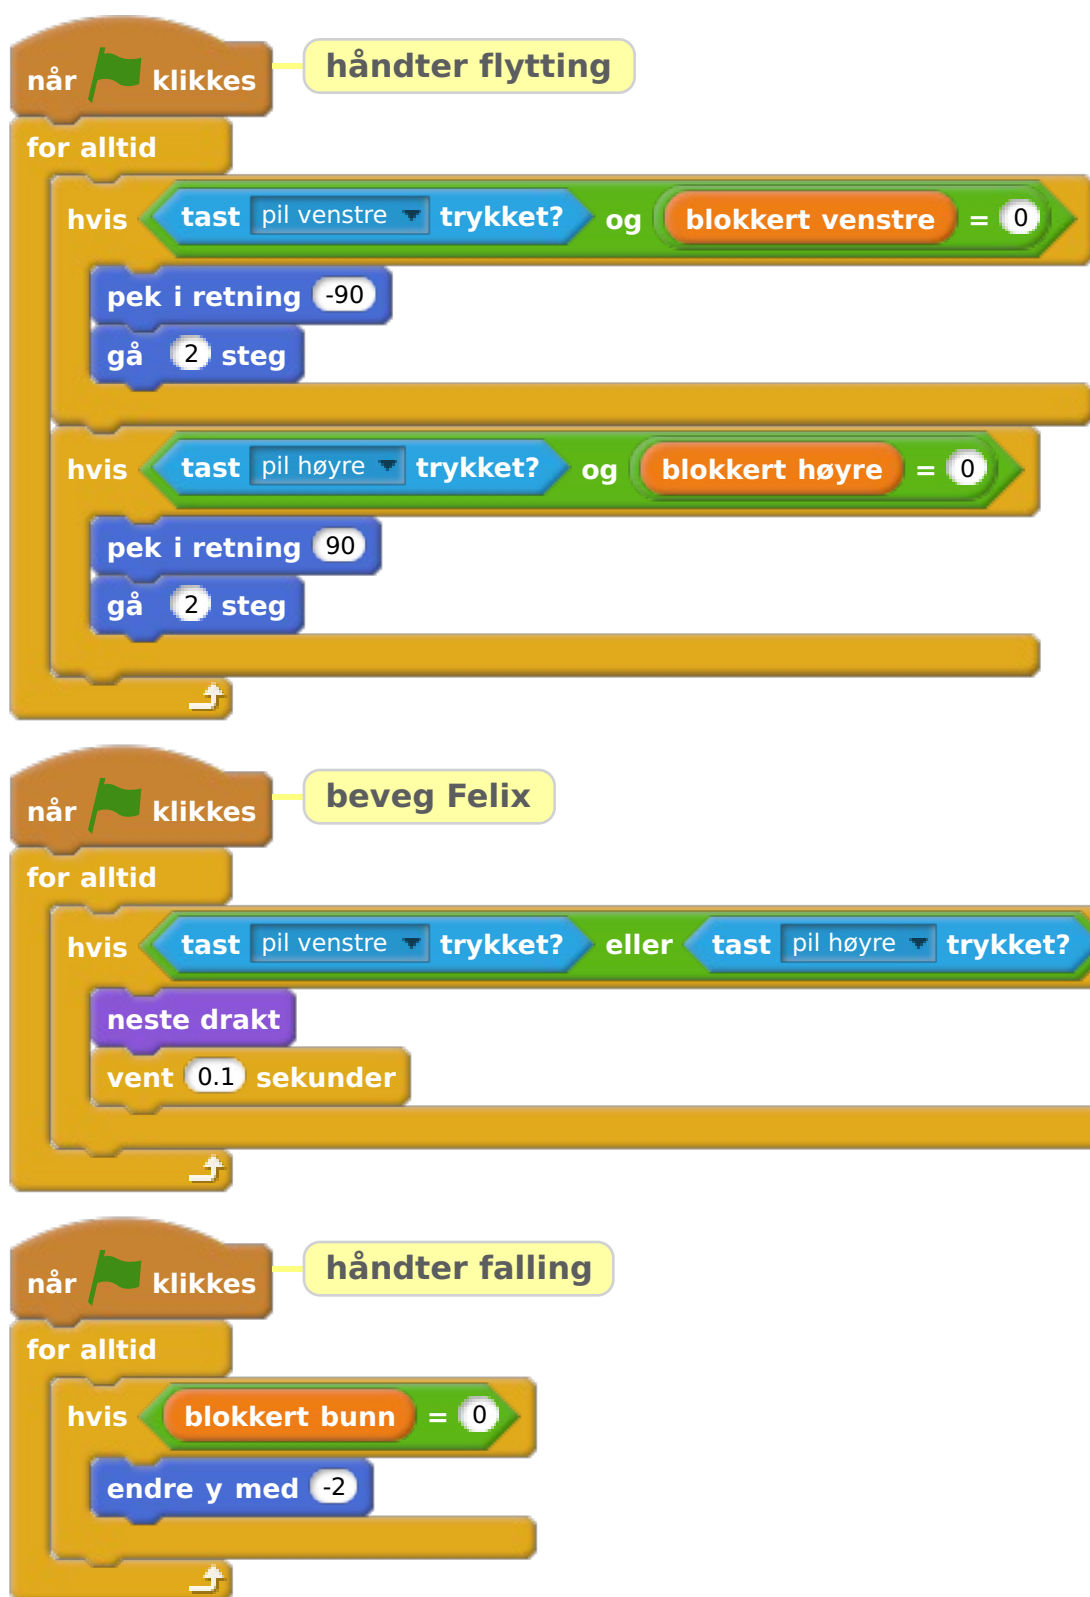 når klikkes
håndter flytting
for alltid
hvis tast pil venstre trykket? og blokkert venstre = 0
pek i retning -90
gå 2 steg
hvis tast pil høyre trykket? og blokkert høyre = 0
pek i retning 90
gå 2 steg
når klikkes
beveg Felix
for alltid
hvis tast pil venstre trykket? eller tast pil høyre trykket?
neste drakt
vent 0.1 sekunder
når klikkes
håndter falling
for alltid
hvis blokkert bunn = 0
endre y med -2